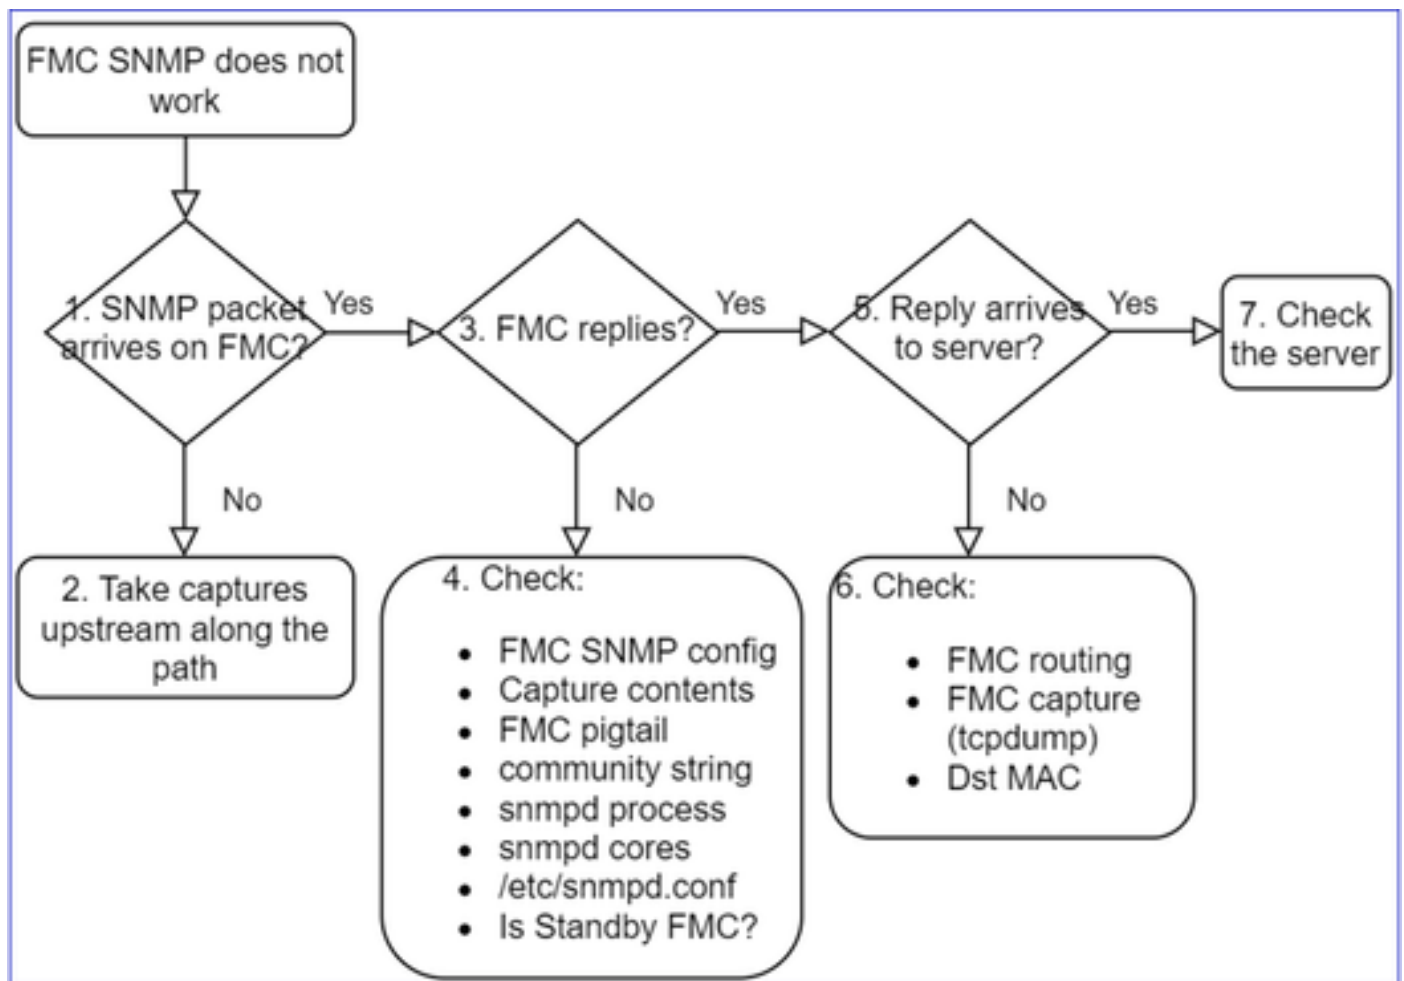 FMC SNMP does not
work
1. SNMP packet
arrives on FMC?
Yes
3. FMC replies?
Yes
5. Reply arrives
to server?
Yes
7. Check
the server
No
No
No
2. Take captures
upstream along the
path
4. Check:
• FMC SNMP config
• Capture contents
• FMC pigtail
• community string
• snmpd process
• snmpd cores
• /etc/snmpd.conf
• Is Standby FMC?
6. Check:
• FMC routing
• FMC capture
(tcpdump)
• Dst MAC